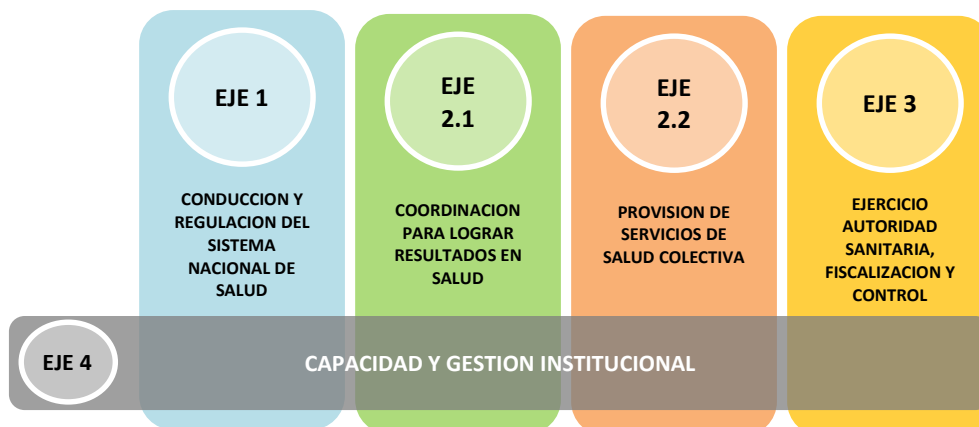 EJE 1
CONDUCCION Y
REGULACION DEL
SISTEMA
NACIONAL DE
SALUD
EJE
2.1
COORDINACION
PARA LOGRAR
RESULTADOS EN
SALUD
EJE
2.2
PROVISION DE
SERVICIOS DE
SALUD COLECTIVA
EJE 3
EJERCICIO
AUTORIDAD
SANITARIA,
FISCALIZACION Y
CONTROL
EJE 4
CAPACIDAD Y GESTION INSTITUCIONAL